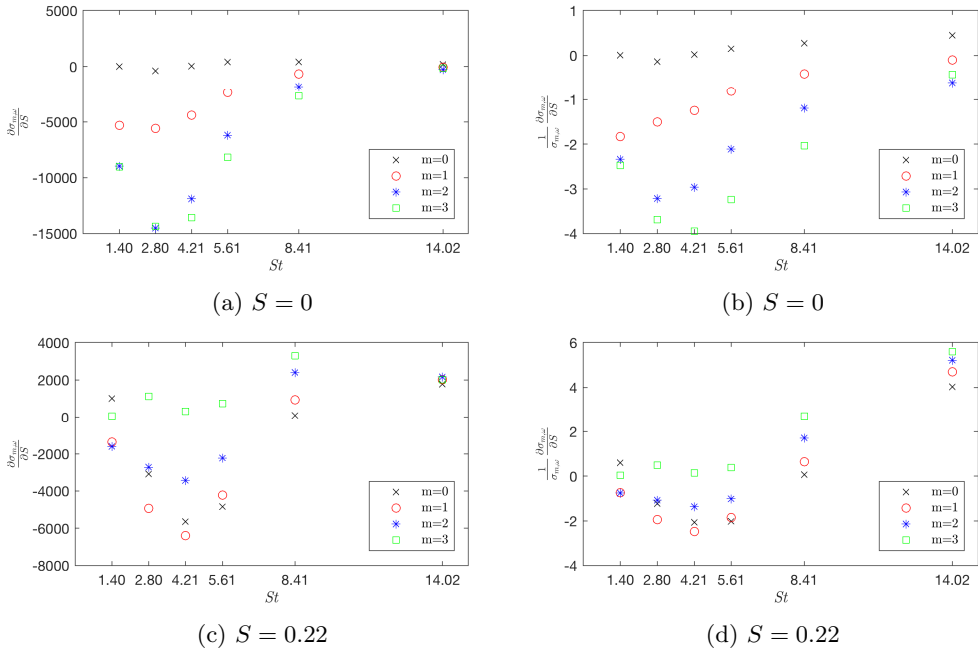 5000
0
-5000
-10000
-15000
∂σ_{m,ω}/∂S
1.40 2.80 4.21 5.61 8.41 14.02
St
m=0
m=1
m=2
m=3
(a) S = 0
1
0
-1
-2
-3
-4
1/σ_{m,ω} ∂σ_{m,ω}/∂S
1.40 2.80 4.21 5.61 8.41 14.02
St
m=0
m=1
m=2
m=3
(b) S = 0
4000
2000
0
-2000
-4000
-6000
-8000
∂σ_{m,ω}/∂S
1.40 2.80 4.21 5.61 8.41 14.02
St
m=0
m=1
m=2
m=3
(c) S = 0.22
6
4
2
0
-2
-4
1/σ_{m,ω} ∂σ_{m,ω}/∂S
1.40 2.80 4.21 5.61 8.41 14.02
St
m=0
m=1
m=2
m=3
(d) S = 0.22